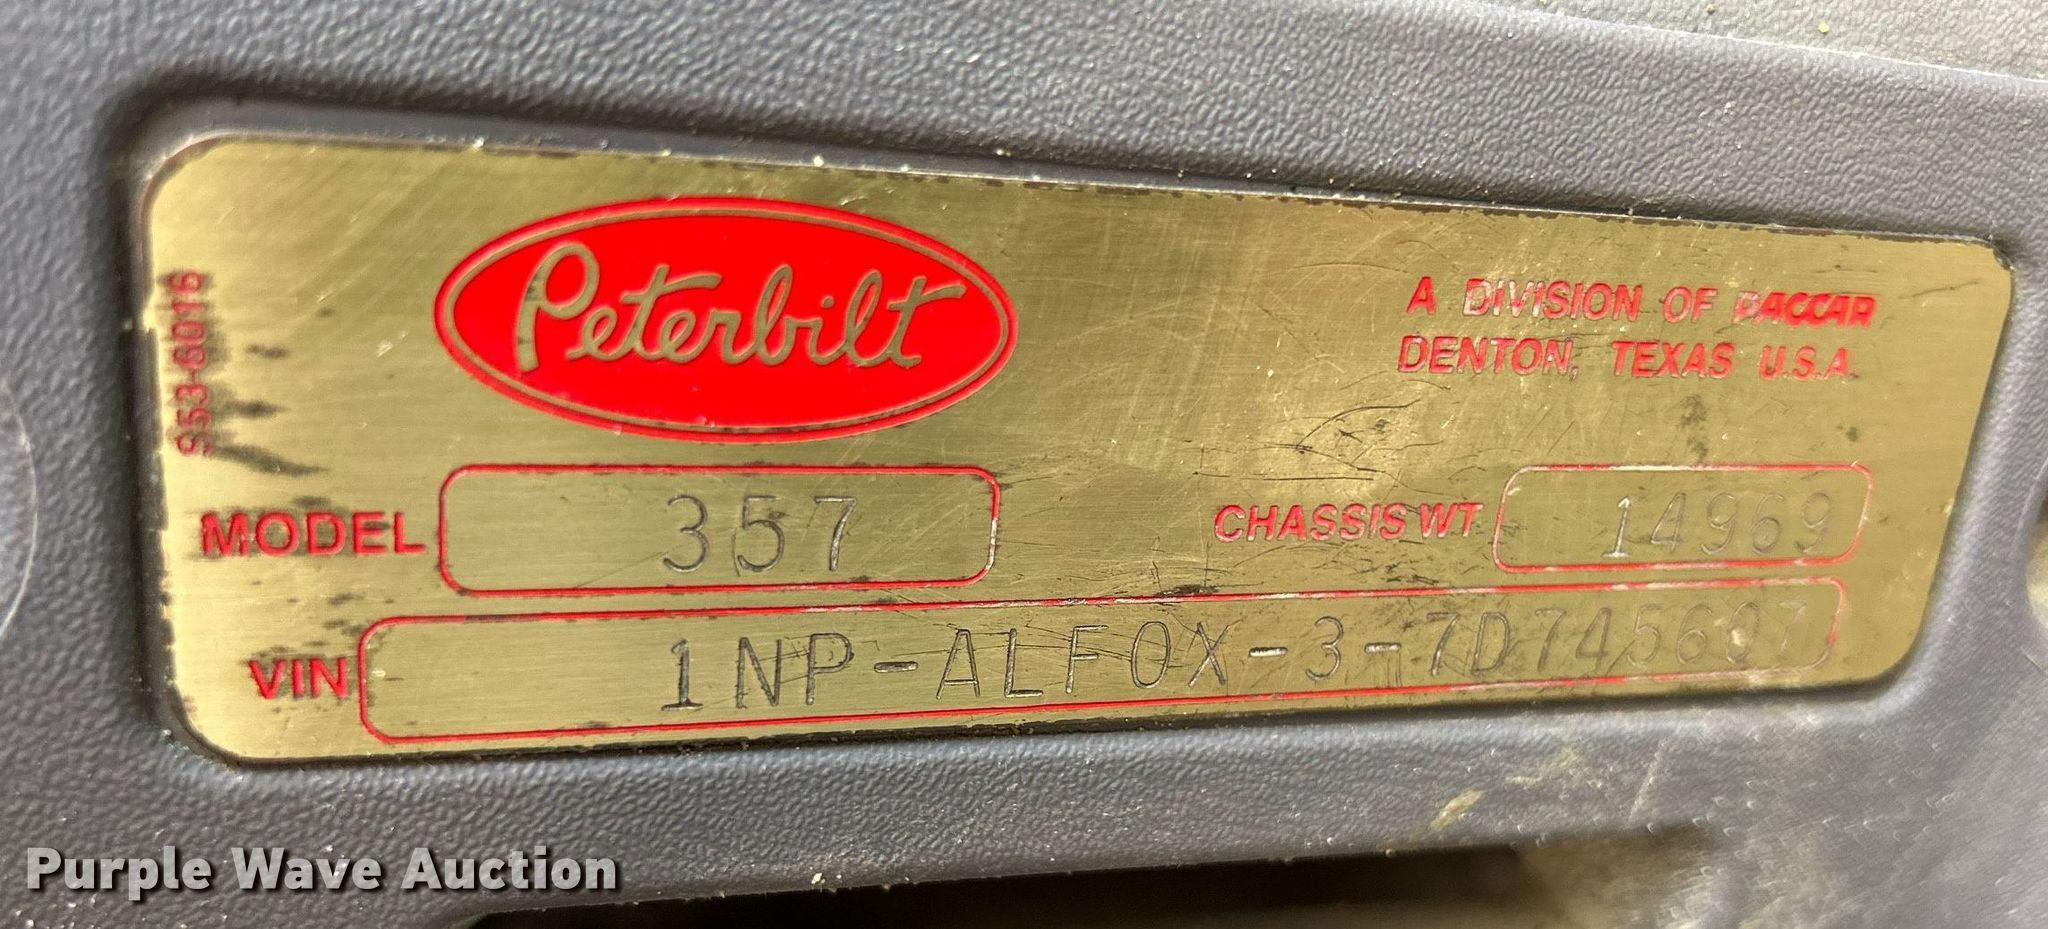 Peterbilt
A DIVISION OF PACCAR
DENTON, TEXAS U.S.A.
S53-6016
MODEL 357
CHASSIS WT 14969
VIN 1NP-ALF0X-3-7D745607
Purple Wave Auction